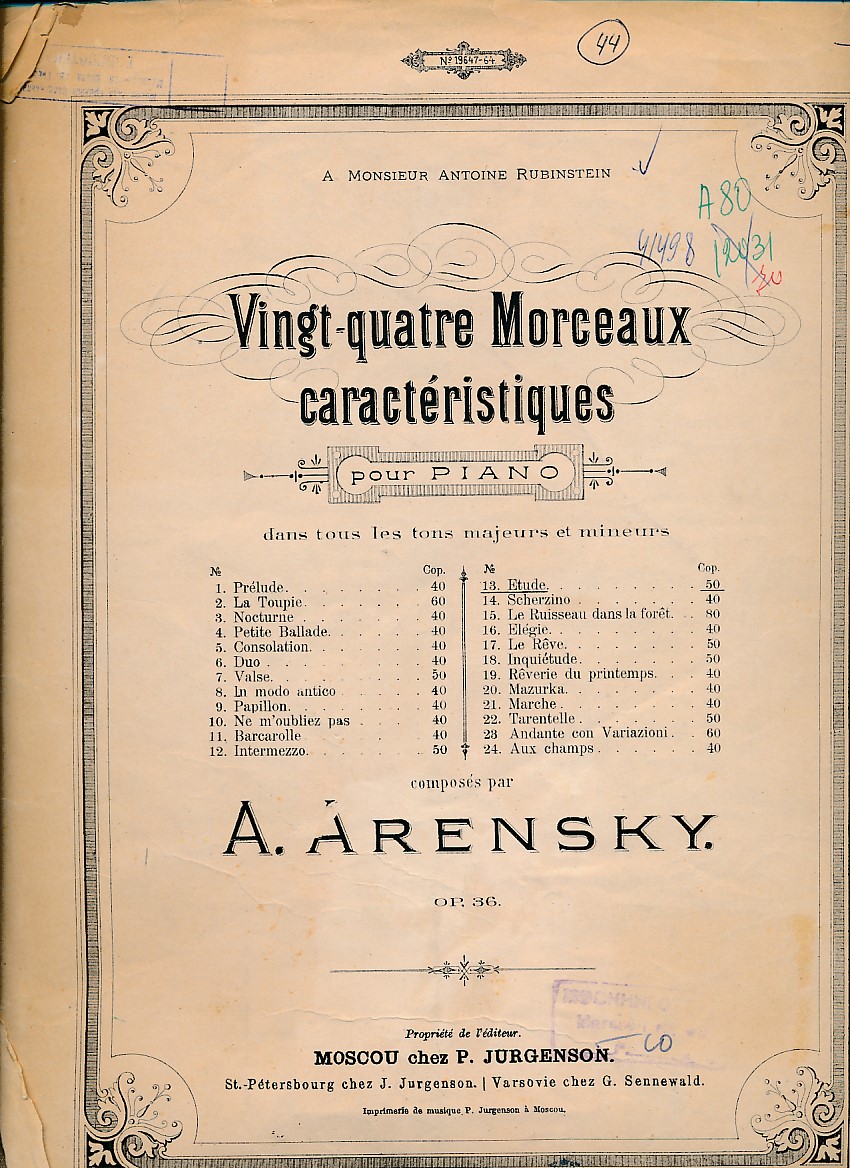 Nº 19647-64
44
A MONSIEUR ANTOINE RUBINSTEIN
A 80
41498
12031
Vingt-quatre Morceaux
caractéristiques
pour PIANO
dans tous les tons majeurs et mineurs
№ Cop.
1. Prélude. 40
2. La Toupie. 60
3. Nocturne 40
4. Petite Ballade. 40
5. Consolation. 40
6. Duo 40
7. Valse. 50
8. In modo antico 40
9. Papillon. 40
10. Ne m'oubliez pas 40
11. Barcarolle 40
12. Intermezzo. 50
№ Cop.
13. Etude. 50
14. Scherzino 40
15. Le Ruisseau dans la forêt. 80
16. Elégie. 40
17. Le Rêve. 50
18. Inquiétude. 50
19. Rêverie du printemps. 40
20. Mazurka. 40
21. Marche 40
22. Tarentelle 50
23 Andante con Variazioni 60
24. Aux champs 40
composés par
A. ARENSKY.
OP. 36.
Propriété de l'éditeur.
MOSCOU chez P. JURGENSON.
St.-Pétersbourg chez J. Jurgenson. | Varsovie chez G. Sennewald.
Imprimerie de musique P. Jurgenson à Moscou.